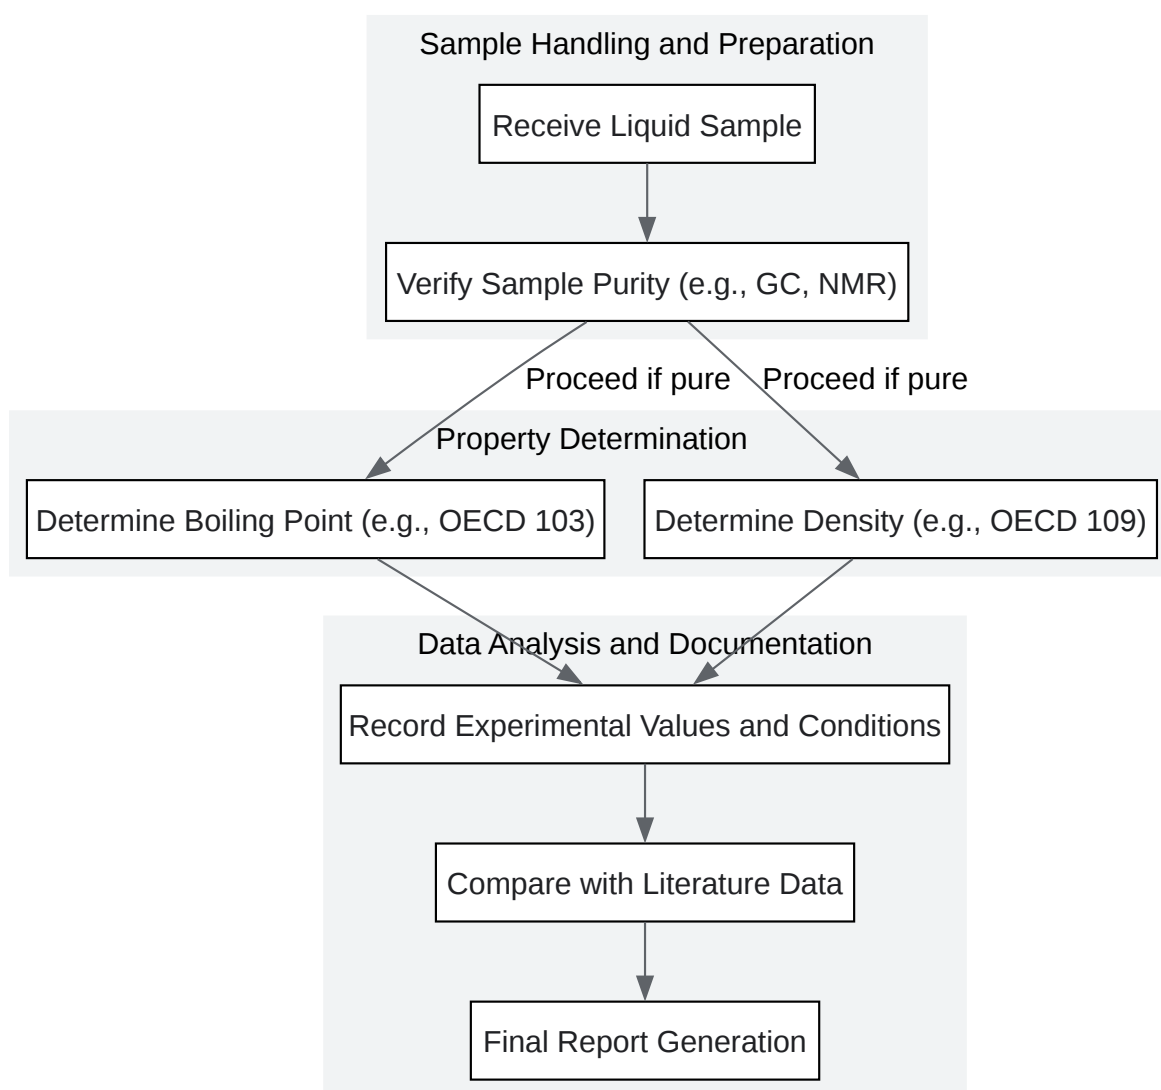 Sample Handling and Preparation
Receive Liquid Sample
Verify Sample Purity (e.g., GC, NMR)
Proceed if pure
Proceed if pure
Property Determination
Determine Boiling Point (e.g., OECD 103)
Determine Density (e.g., OECD 109)
Data Analysis and Documentation
Record Experimental Values and Conditions
Compare with Literature Data
Final Report Generation